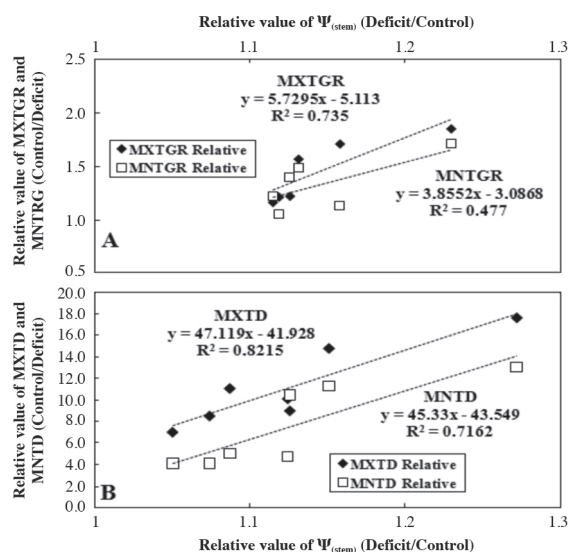 Relative value of Ψ(stem) (Deficit/Control)
1 1.1 1.2 1.3
Relative value of MXTGR and
MNTRG (Control/Deficit)
2.5
2.0
1.5
1.0
0.5
MXTGR
y = 5.7295x - 5.113
R² = 0.735
MXTGR Relative
MNTGR Relative
MNTGR
y = 3.8552x - 3.0868
R² = 0.477
A
Relative value of MXTD and
MNTD (Control/Deficit)
20.0
18.0
16.0
14.0
12.0
10.0
8.0
6.0
4.0
2.0
0.0
MXTD
y = 47.119x - 41.928
R² = 0.8215
MNTD
y = 45.33x - 43.549
R² = 0.7162
MXTD Relative
MNTD Relative
B
1 1.1 1.2 1.3
Relative value of Ψ(stem) (Deficit/Control)